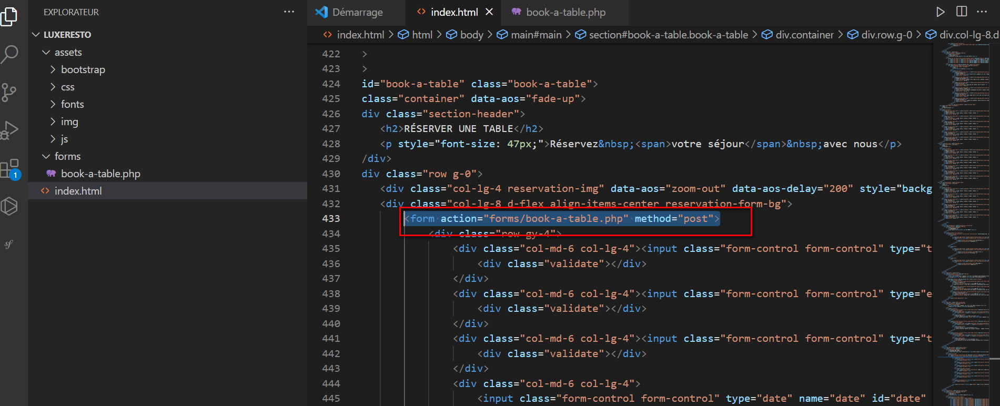 EXPLORATEUR
LUXERESTO
assets
bootstrap
css
fonts
img
js
forms
book-a-table.php
index.html
1
Démarrage
index.html
book-a-table.php
index.html > html > body > main#main > section#book-a-table.book-a-table > div.container > div.row.g-0 > div.col-lg-8.d
422 >
423 >
424 id="book-a-table" class="book-a-table">
425 class="container" data-aos="fade-up">
426 div class="section-header">
427 <h2>RÉSERVER UNE TABLE</h2>
428 <p style="font-size: 47px;">Réservez&nbsp;<span>votre séjour</span>&nbsp;avec nous</p>
429 /div>
430 div class="row g-0">
431 <div class="col-lg-4 reservation-img" data-aos="zoom-out" data-aos-delay="200" style="backg
432 <div class="col-lg-8 d-flex align-items-center reservation-form-bg">
433 <form action="forms/book-a-table.php" method="post">
434 <div class="row gy-4">
435 <div class="col-md-6 col-lg-4"><input class="form-control form-control" type="t
436 <div class="validate"></div>
437 </div>
438 <div class="col-md-6 col-lg-4"><input class="form-control form-control" type="e
439 <div class="validate"></div>
440 </div>
441 <div class="col-md-6 col-lg-4"><input class="form-control form-control" type="t
442 <div class="validate"></div>
443 </div>
444 <div class="col-md-6 col-lg-4">
445 <input class="form-control form-control" type="date" name="date" id="date"